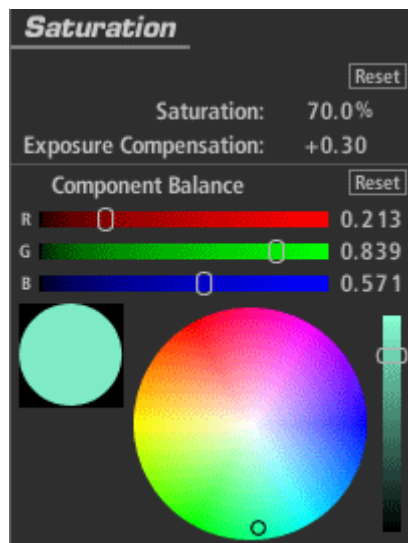 Saturation
Reset
Saturation: 70.0%
Exposure Compensation: +0.30
Component Balance Reset
R 0.213
G 0.839
B 0.571